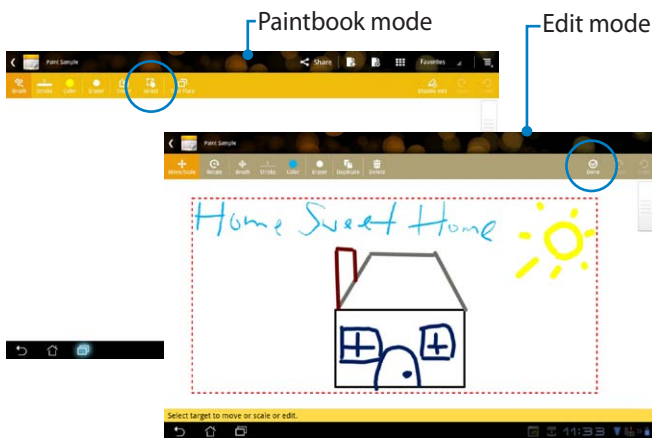 Paintbook mode
Edit mode
Paint Sample
Share
Favorites
Brush Stroke Color Eraser Select
Disable edit
Paint Sample
Move/Scale Rotate Brush Stroke Color Eraser Duplicate Delete
Done
Home Sweet Home
Select target to move or scale or edit.
11:33